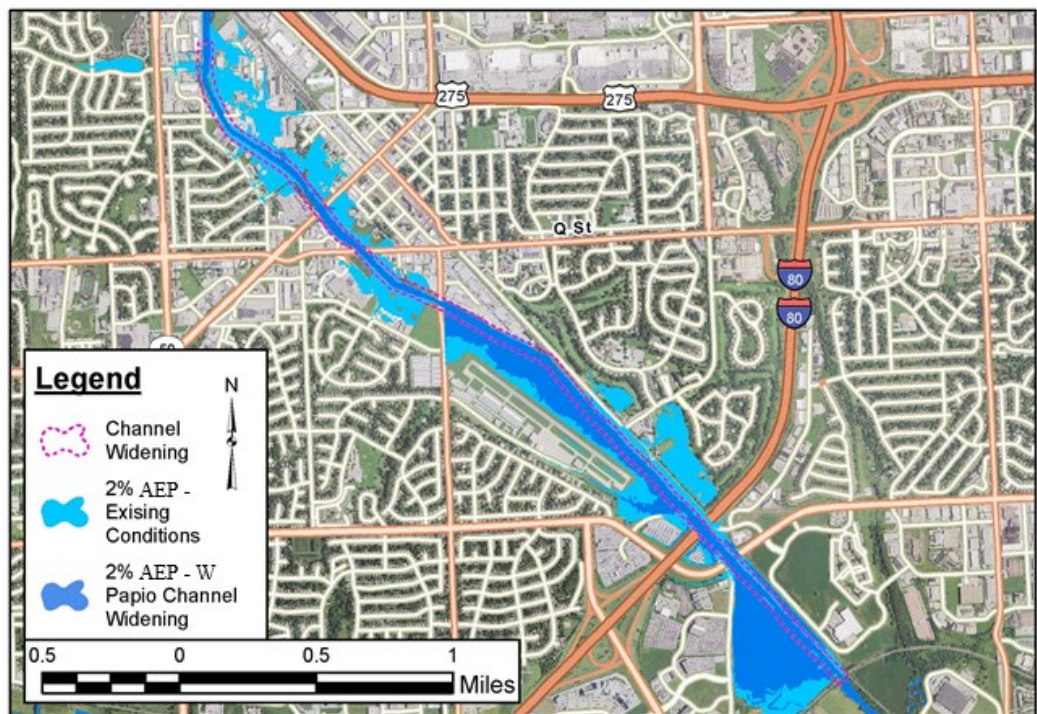 275
275
Q St
80
80
Legend
N
Channel
Widening
2% AEP -
Exising
Conditions
2% AEP - W
Papio Channel
Widening
0.5 0 0.5 1
Miles